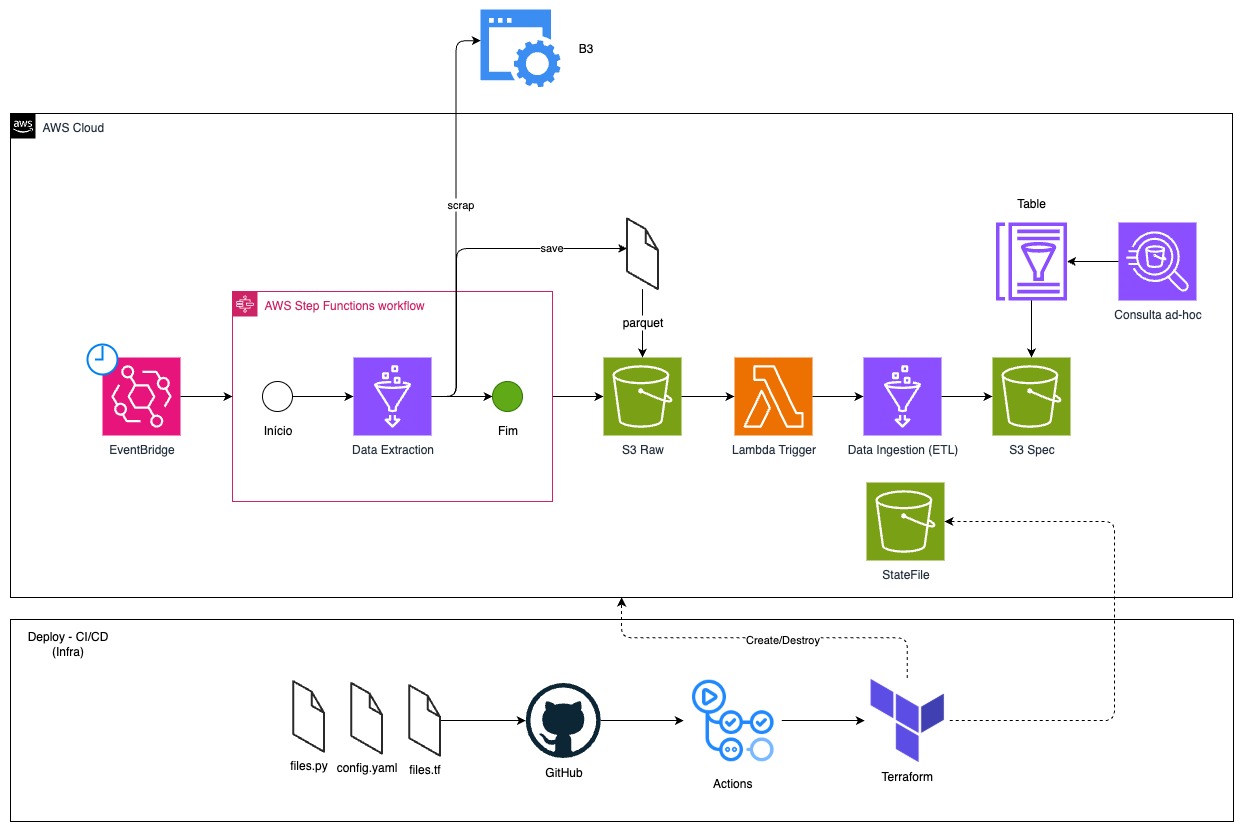 B3
aws
AWS Cloud
scrap
Table
save
AWS Step Functions workflow
Consulta ad-hoc
parquet
Início
Fim
EventBridge
Data Extraction
S3 Raw
Lambda Trigger
Data Ingestion (ETL)
S3 Spec
StateFile
Deploy - CI/CD
(Infra)
Create/Destroy
files.py
config.yaml
files.tf
GitHub
Actions
Terraform